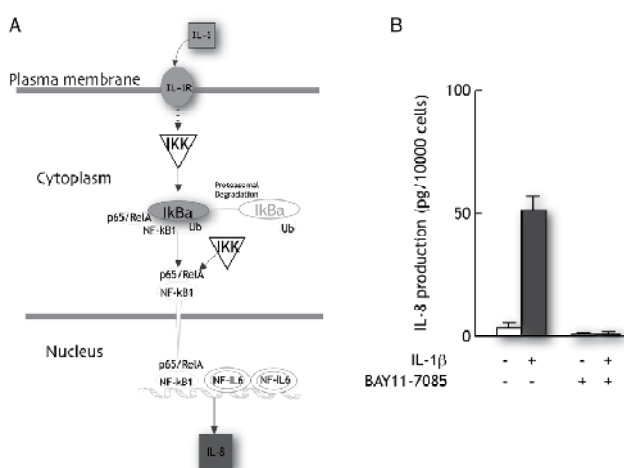 A
IL-1
Plasma membrane
IL-1R
IKK
Cytoplasm
Proteasomal
Degradation
IkBa
IkBa
p65/RelA
NF-kB1
Ub
Ub
IKK
p65/RelA
NF-kB1
Nucleus
p65/RelA
NF-kB1
NF-IL6
NF-IL6
IL-8
B
IL-8 production (pg/10000 cells)
100
50
0
IL-1β - + - +
BAY11-7085 - - + +